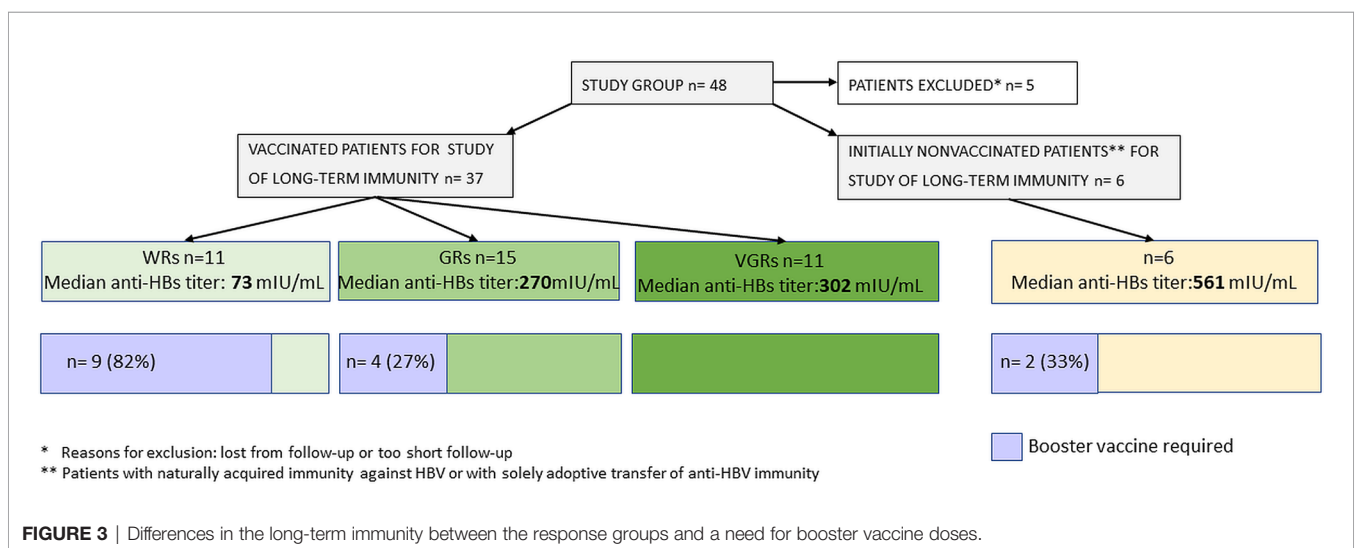 STUDY GROUP n= 48
PATIENTS EXCLUDED* n= 5
VACCINATED PATIENTS FOR STUDY
OF LONG-TERM IMMUNITY n= 37
INITIALLY NONVACCINATED PATIENTS** FOR
STUDY OF LONG-TERM IMMUNITY n= 6
WRs n=11
Median anti-HBs titer: 73 mIU/mL
GRs n=15
Median anti-HBs titer:270mIU/mL
VGRs n=11
Median anti-HBs titer:302 mIU/mL
n=6
Median anti-HBs titer:561 mIU/mL
n= 9 (82%)
n= 4 (27%)
n= 2 (33%)
Booster vaccine required
* Reasons for exclusion: lost from follow-up or too short follow-up
** Patients with naturally acquired immunity against HBV or with solely adoptive transfer of anti-HBV immunity
FIGURE 3 | Differences in the long-term immunity between the response groups and a need for booster vaccine doses.